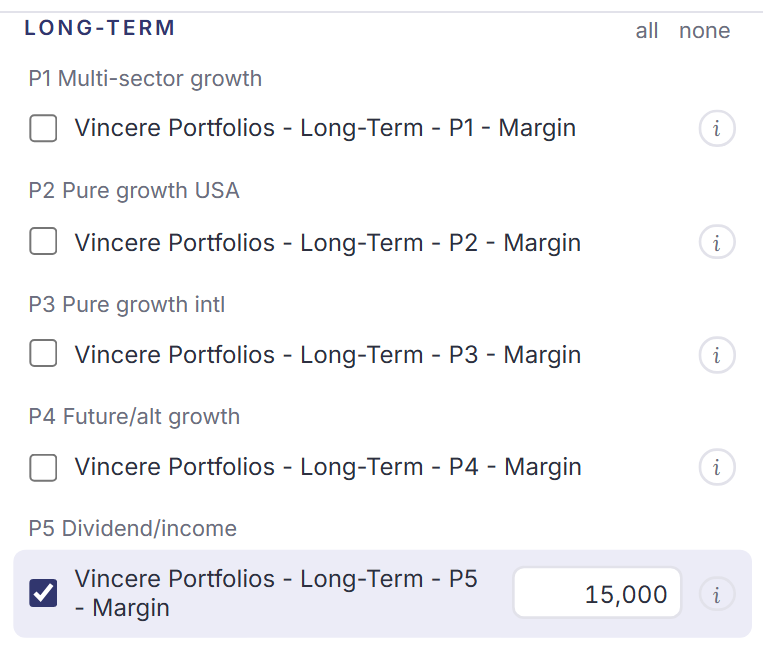 LONG-TERM all none
P1 Multi-sector growth
Vincere Portfolios - Long-Term - P1 - Margin i
P2 Pure growth USA
Vincere Portfolios - Long-Term - P2 - Margin i
P3 Pure growth intl
Vincere Portfolios - Long-Term - P3 - Margin i
P4 Future/alt growth
Vincere Portfolios - Long-Term - P4 - Margin i
P5 Dividend/income
Vincere Portfolios - Long-Term - P5
- Margin
15,000 i